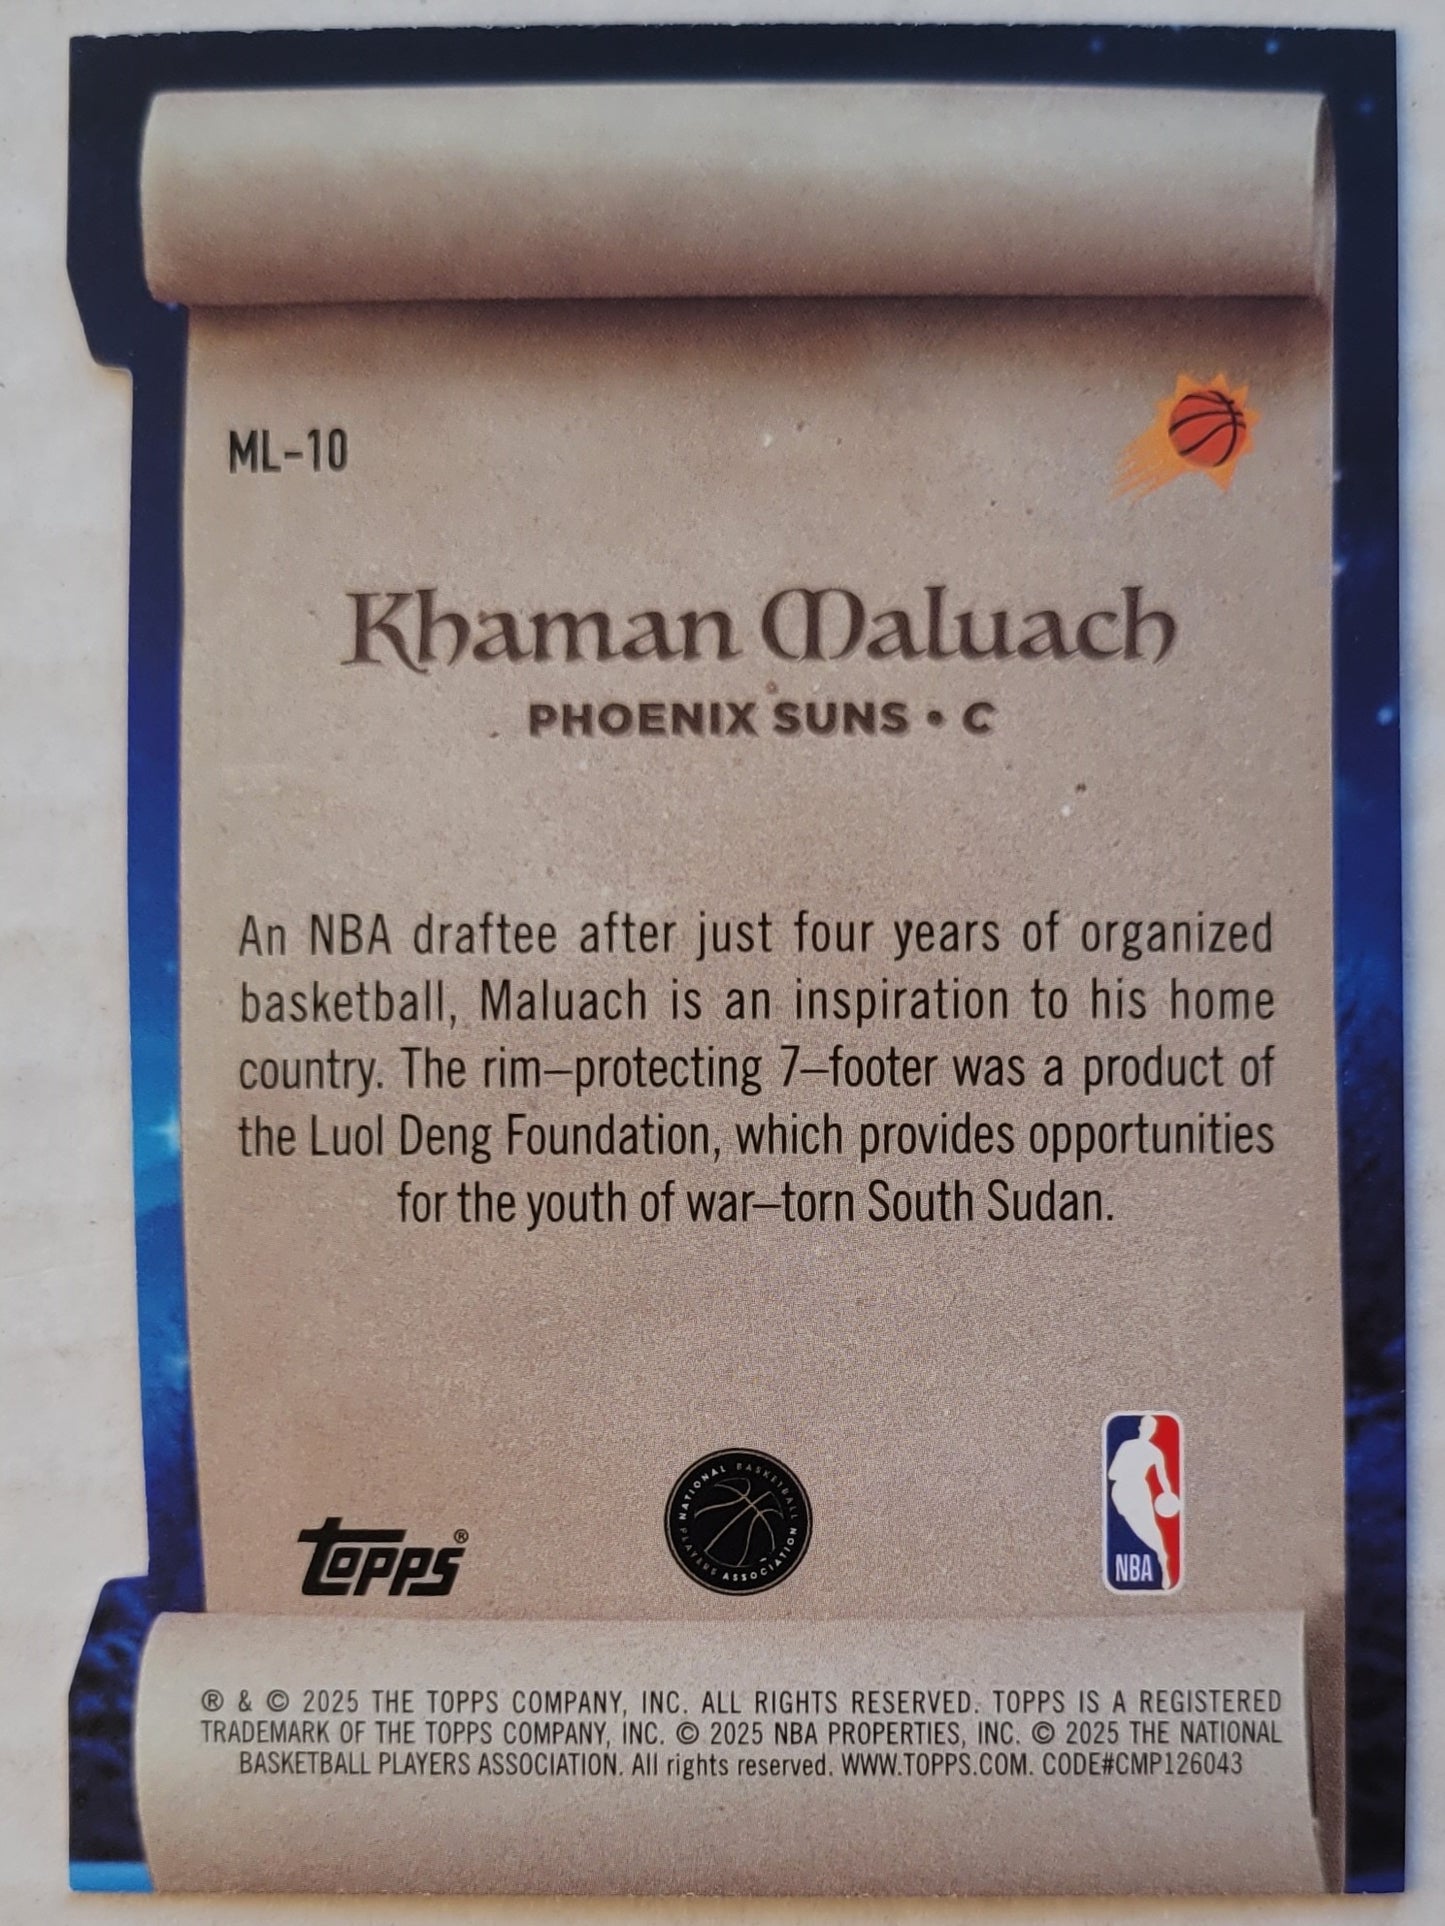 ML-10
Khaman Maluach
PHOENIX SUNS • C
An NBA draftee after just four years of organized
basketball, Maluach is an inspiration to his home
country. The rim–protecting 7–footer was a product of
the Luol Deng Foundation, which provides opportunities
for the youth of war–torn South Sudan.
TOPPS®
NATIONAL BASKETBALL
PLAYERS ASSOCIATION
NBA
® & © 2025 THE TOPPS COMPANY, INC. ALL RIGHTS RESERVED. TOPPS IS A REGISTERED
TRADEMARK OF THE TOPPS COMPANY, INC. © 2025 NBA PROPERTIES, INC. © 2025 THE NATIONAL
BASKETBALL PLAYERS ASSOCIATION. All rights reserved. WWW.TOPPS.COM. CODE#CMP126043